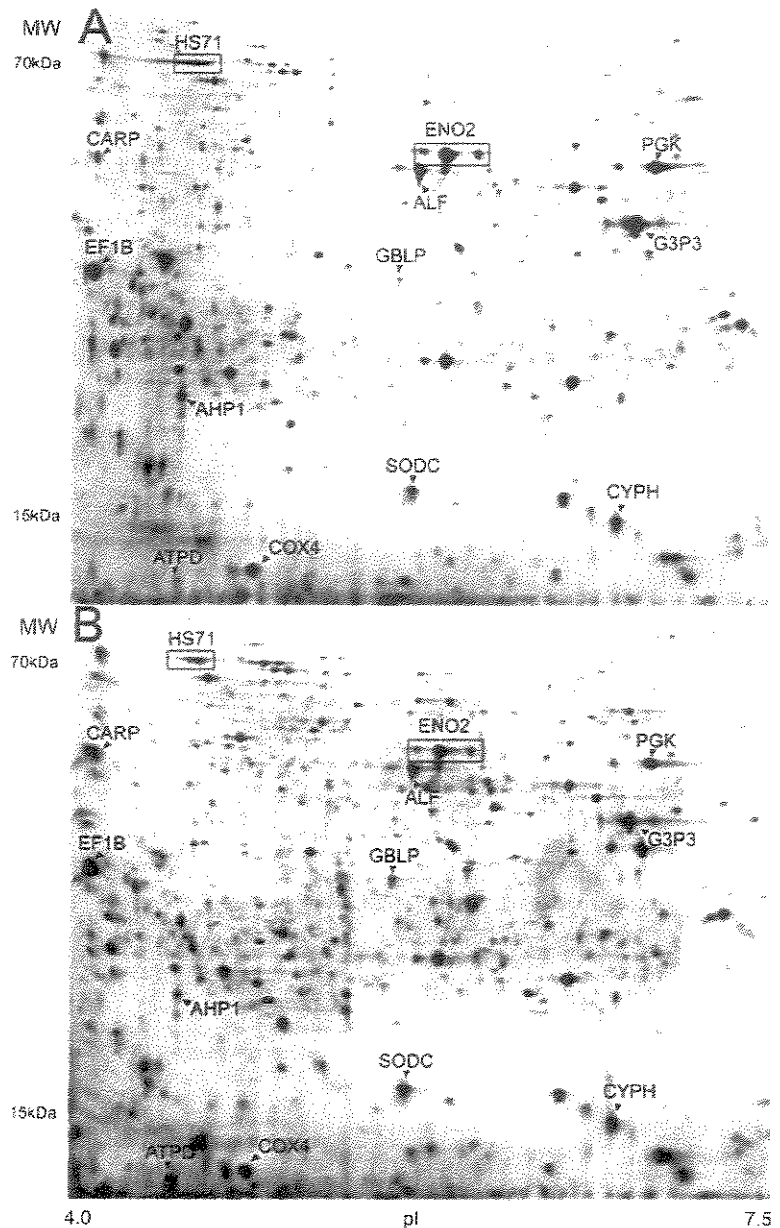 MW
A
HS71
70kDa
ENO2
CARP
PGK
ALF
EF1B
GBLP
G3P3
AHP1
SODC
CYPH
15kDa
ATPD
COX4
MW
B
HS71
70kDa
ENO2
CARP
PGK
ALF
EF1B
GBLP
G3P3
AHP1
SODC
CYPH
15kDa
ATPD
COX4
4.0
pI
7.5